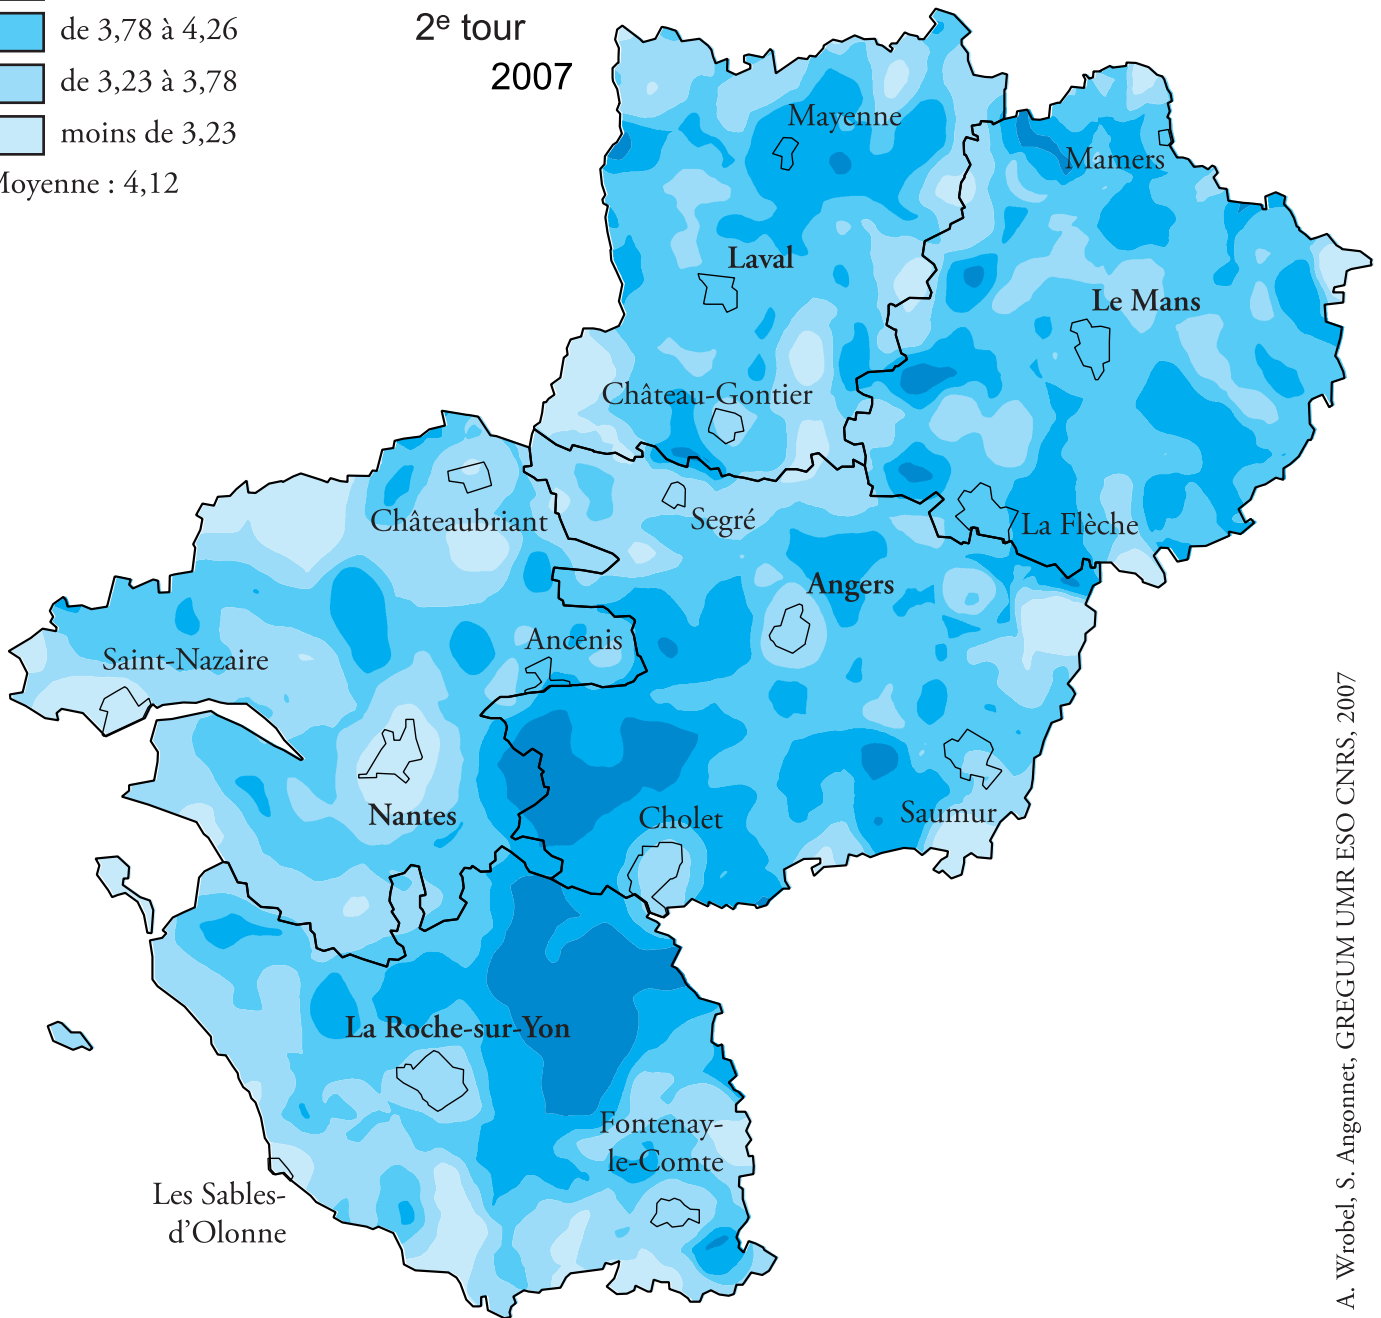 de 3,78 à 4,26
de 3,23 à 3,78
moins de 3,23
Moyenne : 4,12
2e tour
2007
Mayenne
Mamers
Laval
Le Mans
Château-Gontier
Châteaubriant
Segré
La Flèche
Angers
Ancenis
Saint-Nazaire
Nantes
Cholet
Saumur
La Roche-sur-Yon
Fontenay-
le-Comte
Les Sables-
d'Olonne
A. Wrobel, S. Angonnet, GREGUM UMR ESO CNRS, 2007